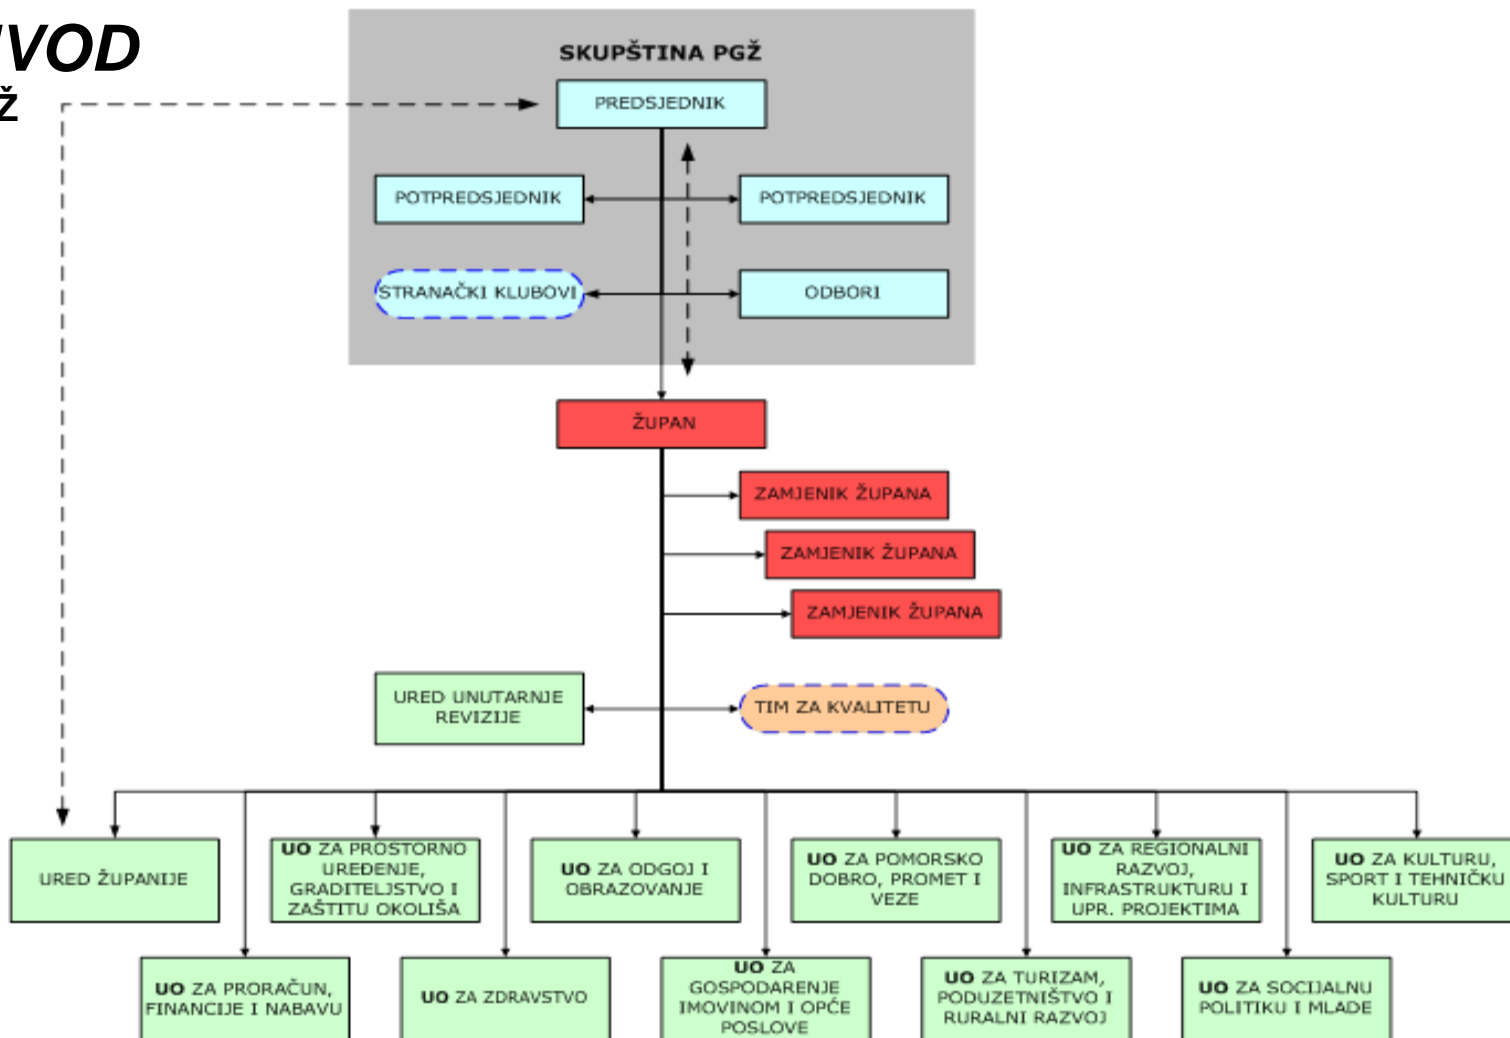 VOD
Ž
SKUPŠTINA PGŽ
PREDSJEDNIK
POTPREDSJEDNIK
POTPREDSJEDNIK
STRANAČKI KLUBOVI
ODBORI
ŽUPAN
ZAMJENIK ŽUPANA
ZAMJENIK ŽUPANA
ZAMJENIK ŽUPANA
URED UNUTARNJE
REVIZIJE
TIM ZA KVALITETU
URED ŽUPANIJE
UO ZA PROSTORNO
UREĐENJE,
GRADITELJSTVO I
ZAŠTITU OKOLIŠA
UO ZA ODGOJ I
OBRAZOVANJE
UO ZA POMORSKO
DOBRO, PROMET I
VEZE
UO ZA REGIONALNI
RAZVOJ,
INFRASTRUKTURU I
UPR. PROJEKTIMA
UO ZA KULTURU,
SPORT I TEHNIČKU
KULTURU
UO ZA PRORAČUN,
FINANCIJE I NABAVU
UO ZA ZDRAVSTVO
UO ZA
GOSPODARENJE
IMOVINOM I OPĆE
POSLOVE
UO ZA TURIZAM,
PODUZETNIŠTVO I
RURALNI RAZVOJ
UO ZA SOCIJALNU
POLITIKU I MLADE